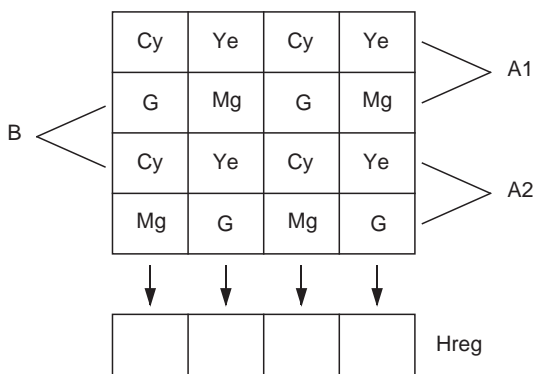 Cy Ye Cy Ye
A1
G Mg G Mg
B
Cy Ye Cy Ye
A2
Mg G Mg G
Hreg